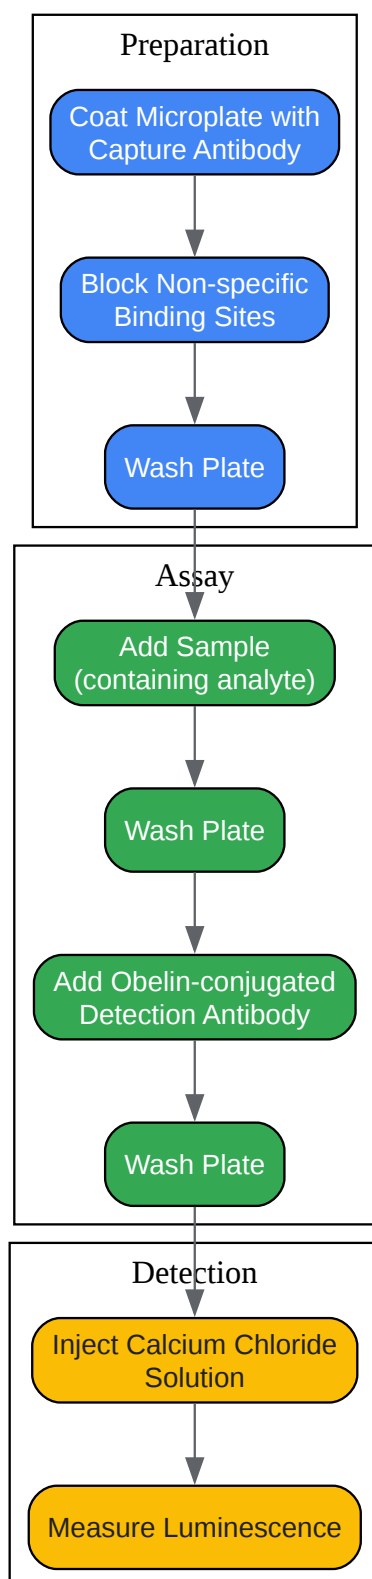 Preparation
Coat Microplate with
Capture Antibody
Block Non-specific
Binding Sites
Wash Plate
Assay
Add Sample
(containing analyte)
Wash Plate
Add Obelin-conjugated
Detection Antibody
Wash Plate
Detection
Inject Calcium Chloride
Solution
Measure Luminescence